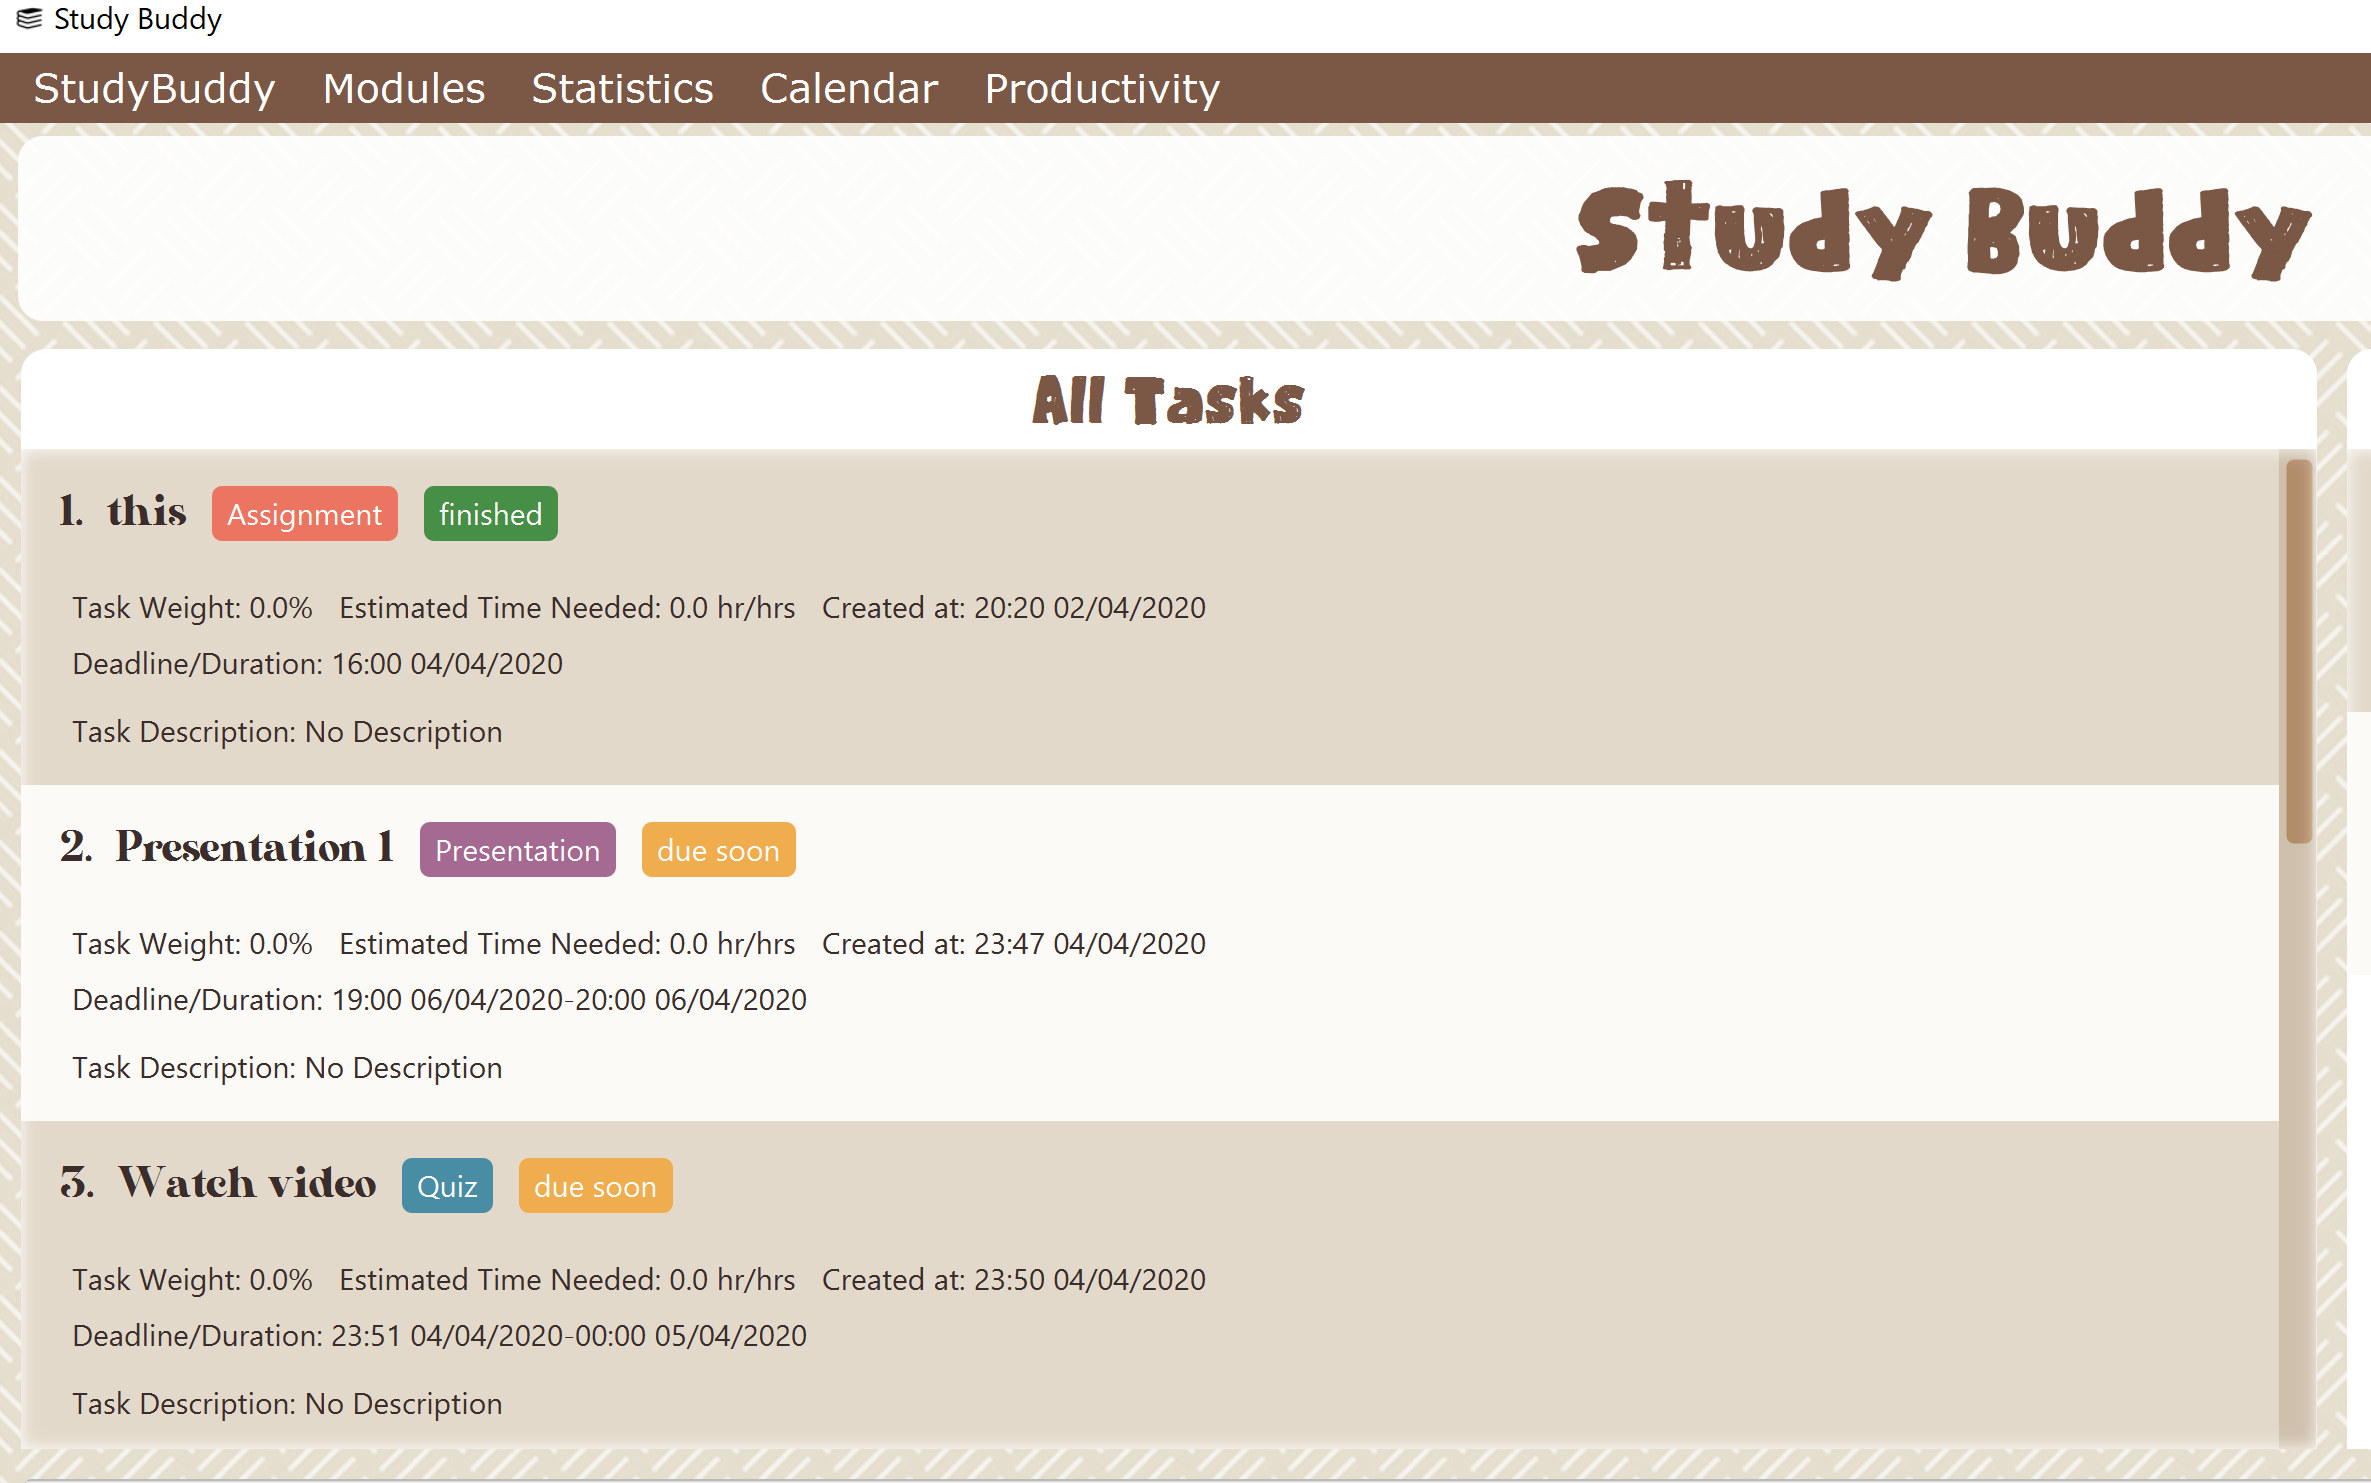 Study Buddy
StudyBuddy Modules Statistics Calendar Productivity
Study Buddy
All Tasks
1. this Assignment finished
Task Weight: 0.0% Estimated Time Needed: 0.0 hr/hrs Created at: 20:20 02/04/2020
Deadline/Duration: 16:00 04/04/2020
Task Description: No Description
2. Presentation 1 Presentation due soon
Task Weight: 0.0% Estimated Time Needed: 0.0 hr/hrs Created at: 23:47 04/04/2020
Deadline/Duration: 19:00 06/04/2020-20:00 06/04/2020
Task Description: No Description
3. Watch video Quiz due soon
Task Weight: 0.0% Estimated Time Needed: 0.0 hr/hrs Created at: 23:50 04/04/2020
Deadline/Duration: 23:51 04/04/2020-00:00 05/04/2020
Task Description: No Description